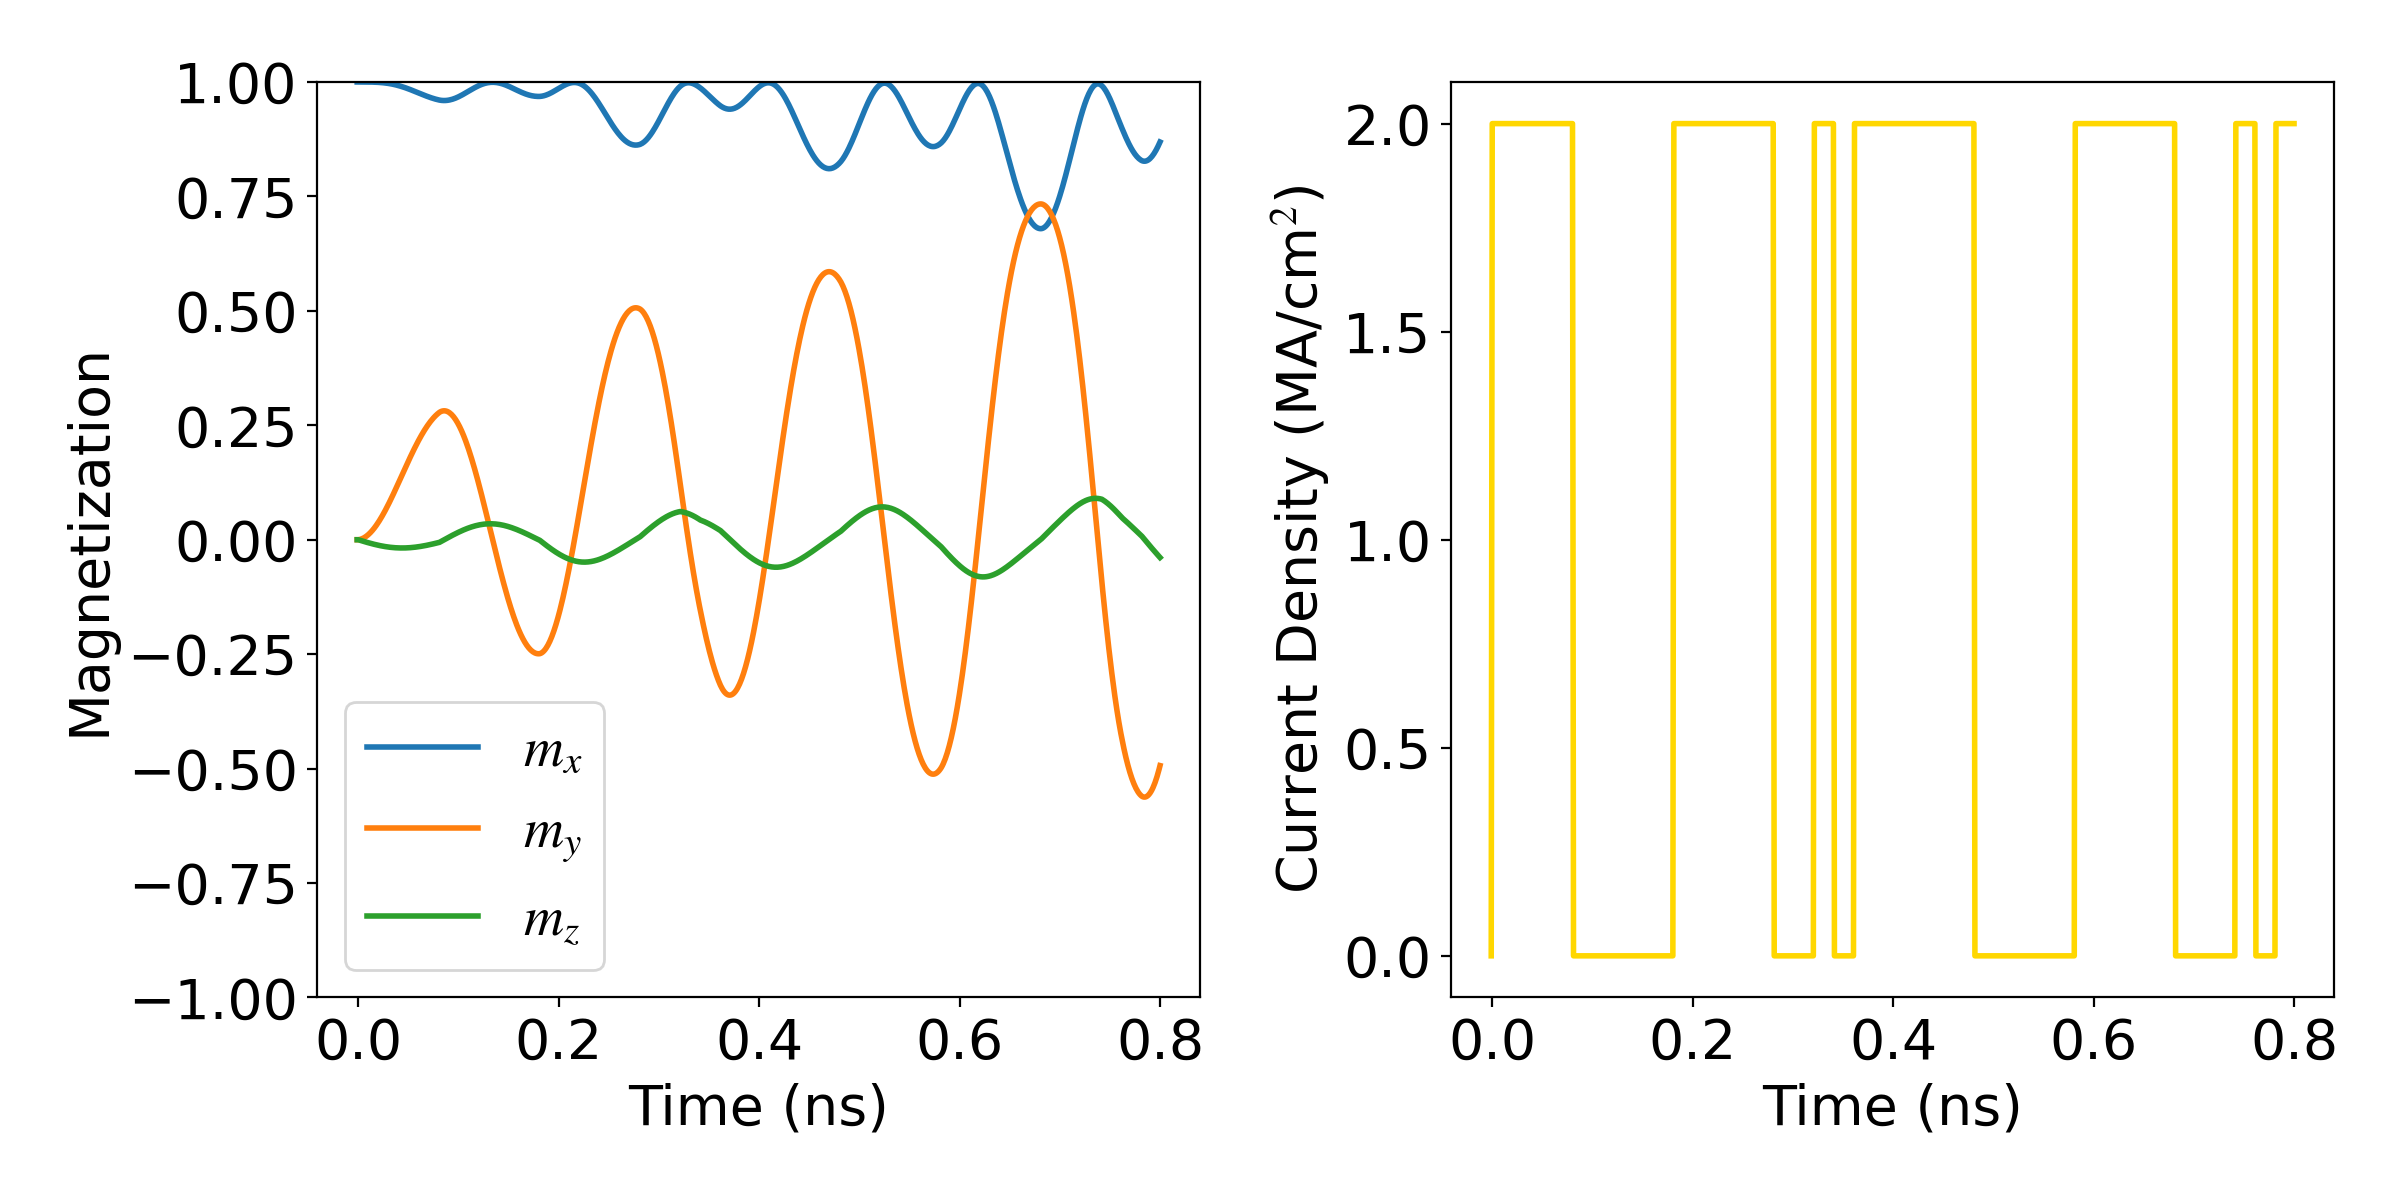 1.00
0.75
0.50
0.25
0.00
−0.25
−0.50
−0.75
−1.00
Magnetization
m_x
m_y
m_z
0.0 0.2 0.4 0.6 0.8
Time (ns)
2.0
1.5
1.0
0.5
0.0
Current Density (MA/cm²)
0.0 0.2 0.4 0.6 0.8
Time (ns)